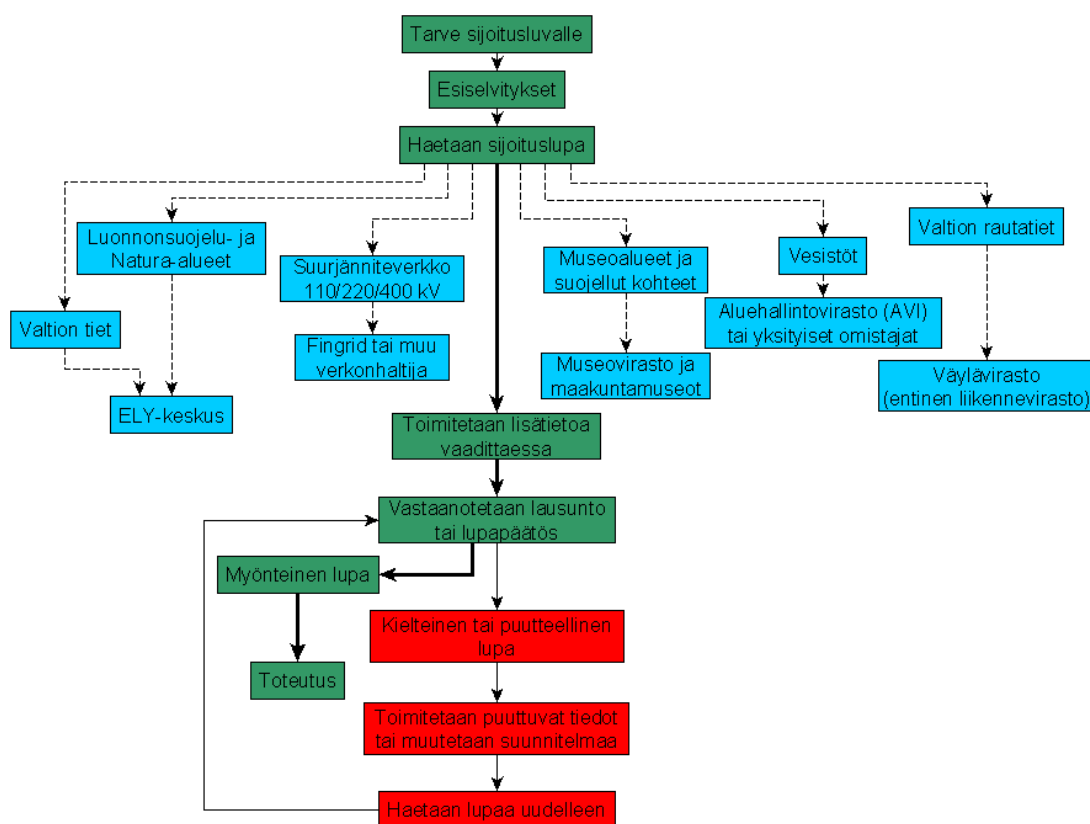 Tarve sijoitusluvalle
Esiselvitykset
Haetaan sijoituslupa
Luonnonsuojelu- ja
Natura-alueet
Suurjänniteverkko
110/220/400 kV
Museoalueet ja
suojellut kohteet
Vesistöt
Valtion rautatiet
Valtion tiet
Fingrid tai muu
verkonhaltija
Aluehallintovirasto (AVI)
tai yksityiset omistajat
Museovirasto ja
maakuntamuseot
Väylävirasto
(entinen liikennevirasto)
ELY-keskus
Toimitetaan lisätietoa
vaadittaessa
Vastaanotetaan lausunto
tai lupapäätös
Myönteinen lupa
Kielteinen tai puutteellinen
lupa
Toteutus
Toimitetaan puuttuvat tiedot
tai muutetaan suunnitelmaa
Haetaan lupaa uudelleen